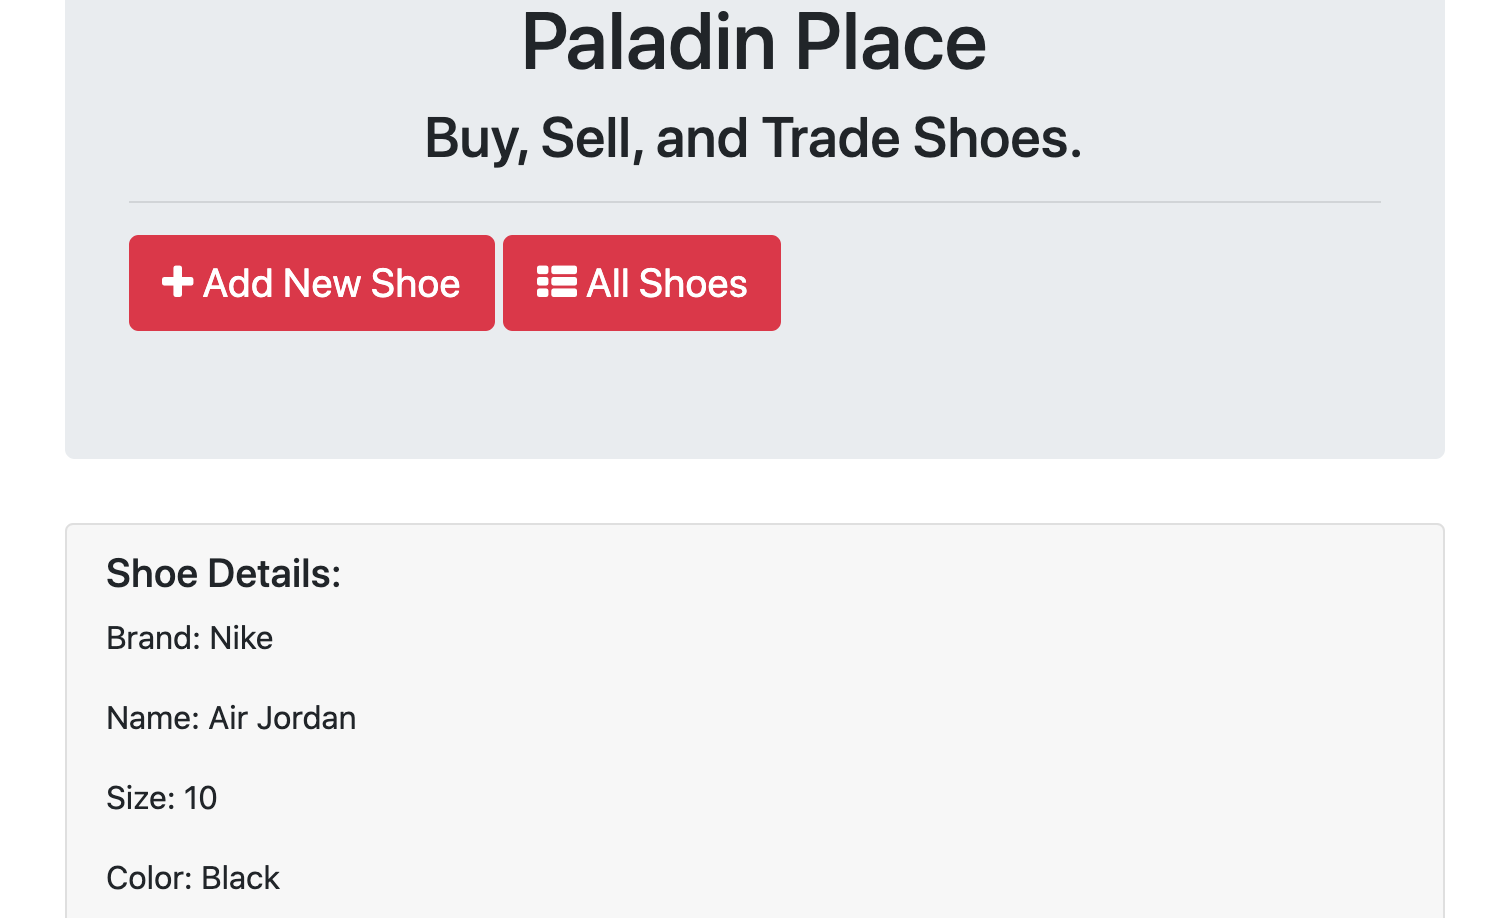 Paladin Place
Buy, Sell, and Trade Shoes.
Add New Shoe
All Shoes
Shoe Details:
Brand: Nike
Name: Air Jordan
Size: 10
Color: Black